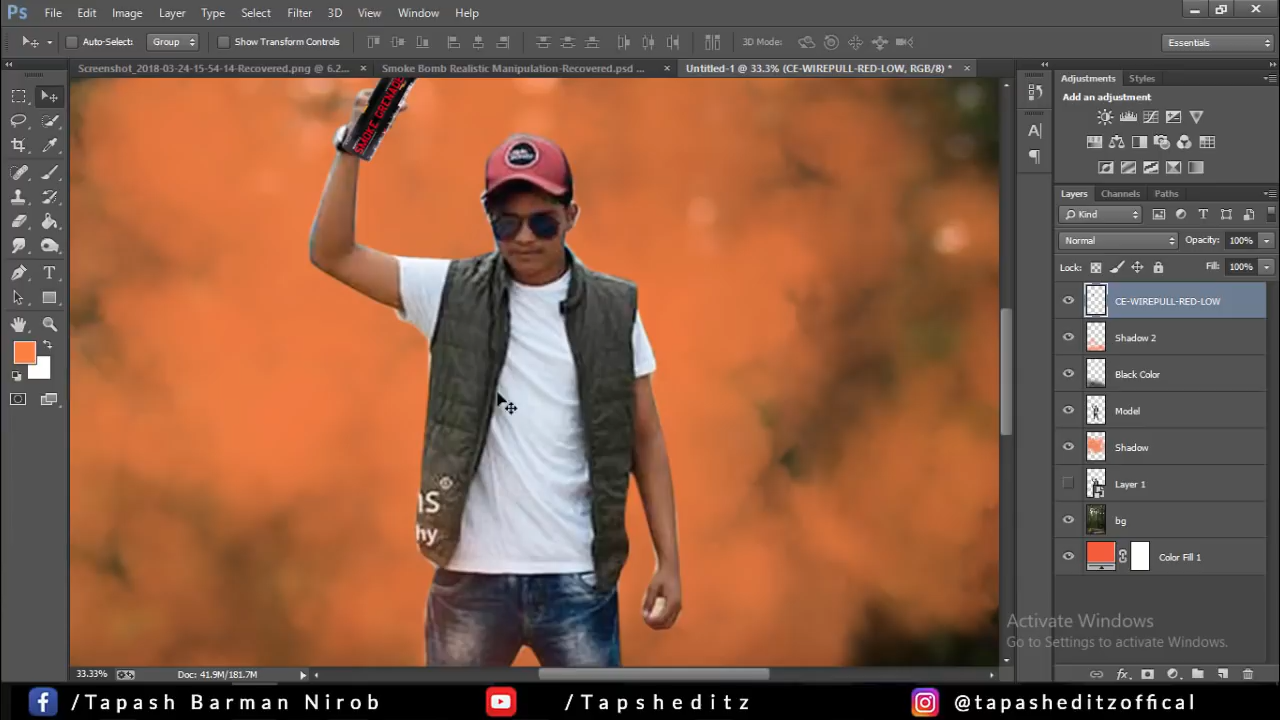 Ps File Edit Image Layer Type Select Filter 3D View Window Help
Auto-Select: Group Show Transform Controls 3D Mode: Essentials
Screenshot_2018-03-24-15-54-14-Recovered.png @ 6.2... × Smoke Bomb Realistic Manipulation-Recovered.psd ... × Untitled-1 @ 33.3% (CE-WIREPULL-RED-LOW, RGB/8) * ×
Adjustments Styles
Add an adjustment
SMOKE GRENADE
Layers Channels Paths
Kind
Normal Opacity: 100%
Lock: Fill: 100%
CE-WIREPULL-RED-LOW
Shadow 2
Black Color
Model
Shadow
Layer 1
bg
Color Fill 1
ns®
hy
Activate Windows
Go to Settings to activate Windows.
33.33% Doc: 41.9M/181.7M
/Tapash Barman Nirob /Tapsheditz @tapasheditzoffical